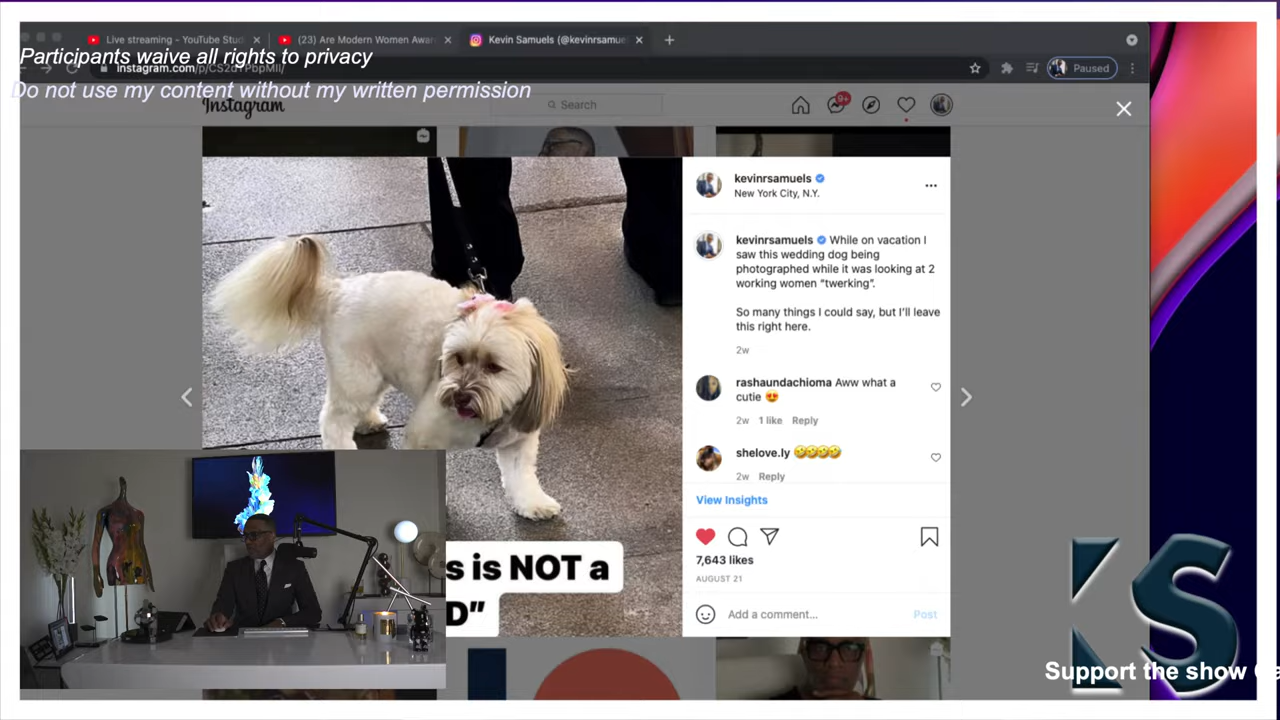 Live streaming - YouTube Stud
(23) Are Modern Women Awar
Kevin Samuels (@kevinrsamue
Participants waive all rights to privacy
Paused
Do not use my content without my written permission
Instagram
Search
9+
kevinrsamuels
New York City, N.Y.
kevinrsamuels While on vacation I
saw this wedding dog being
photographed while it was looking at 2
working women “twerking”.
So many things I could say, but I’ll leave
this right here.
2w
rashaundachioma Aww what a
cutie 😍
2w 1 like Reply
shelove.ly 🤣🤣🤣🤣
2w Reply
View Insights
7,643 likes
AUGUST 21
Add a comment... Post
s is NOT a
D”
KS
Support the show